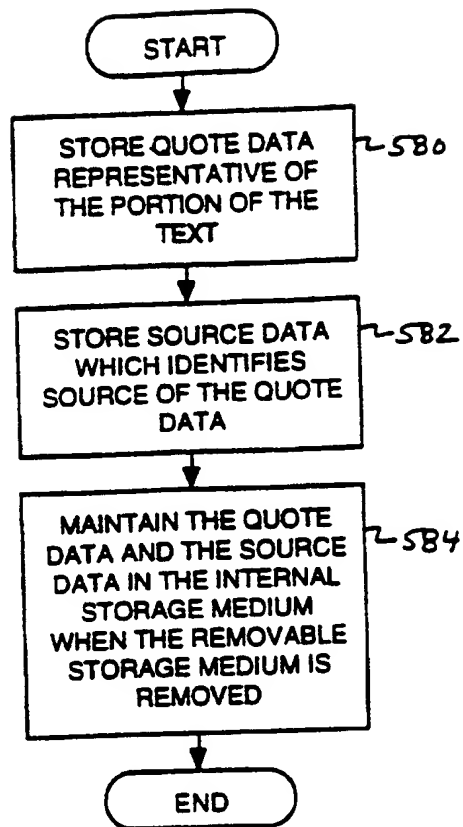 START
STORE QUOTE DATA
REPRESENTATIVE OF
THE PORTION OF THE
TEXT
580
STORE SOURCE DATA
WHICH IDENTIFIES
SOURCE OF THE QUOTE
DATA
582
MAINTAIN THE QUOTE
DATA AND THE SOURCE
DATA IN THE INTERNAL
STORAGE MEDIUM
WHEN THE REMOVABLE
STORAGE MEDIUM IS
REMOVED
584
END